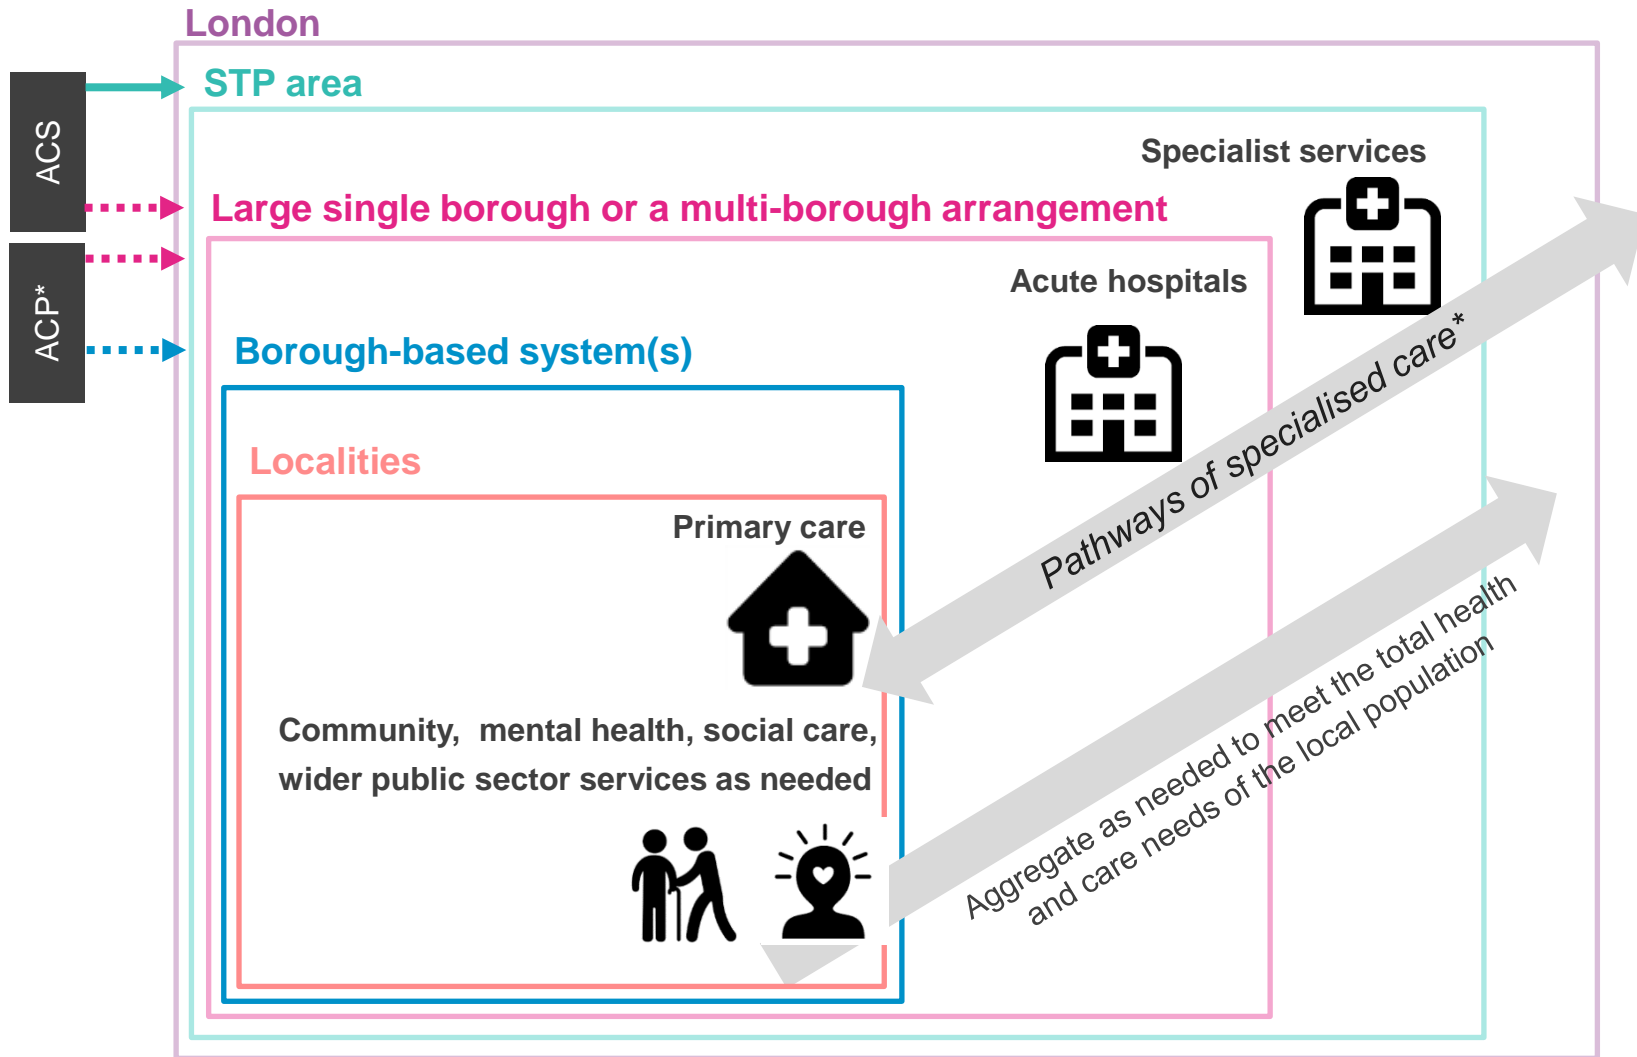 London
STP area
ACS
Specialist services
Large single borough or a multi-borough arrangement
ACP*
Acute hospitals
Borough-based system(s)
Pathways of specialised care*
Localities
Primary care
Community,  mental health, social care,
wider public sector services as needed
Aggregate as needed to meet the total health
and care needs of the local population